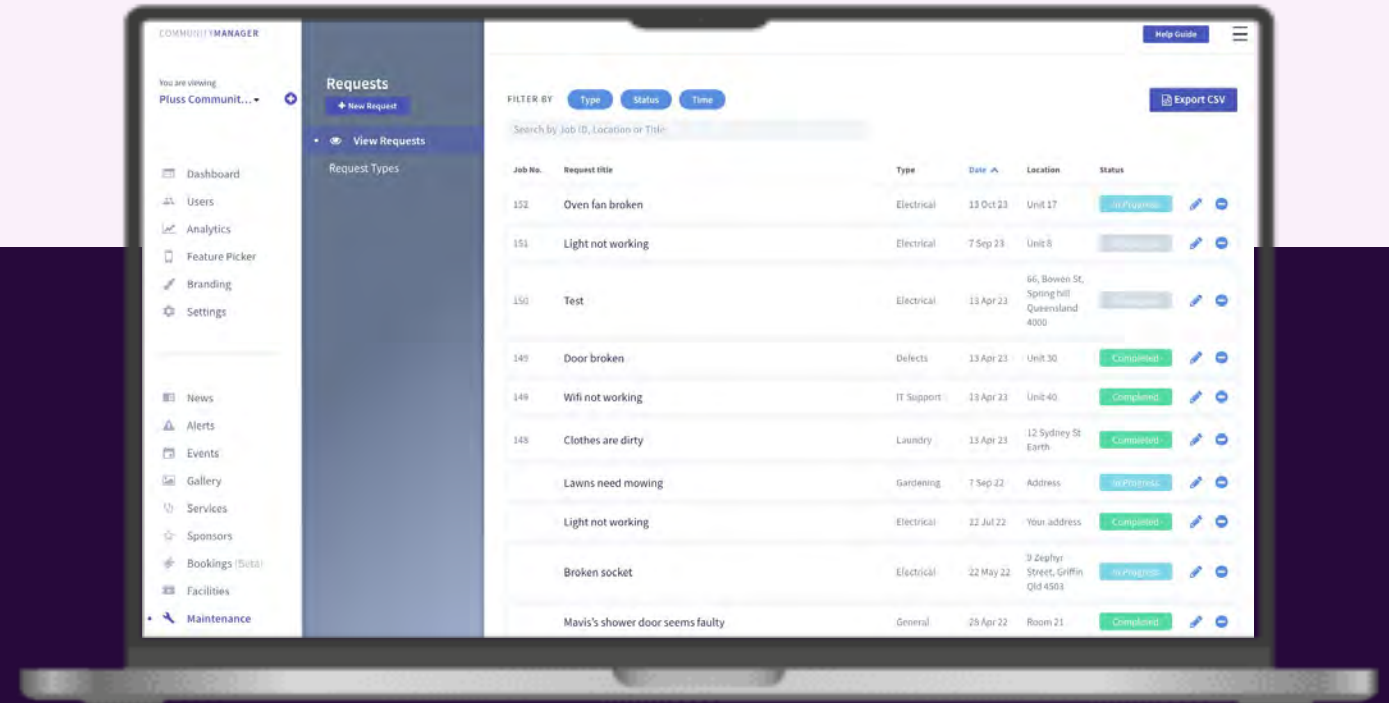 COMMUNITYMANAGER
Help Guide
You are viewing
Pluss Communit...
Dashboard
Users
Analytics
Feature Picker
Branding
Settings
News
Alerts
Events
Gallery
Services
Sponsors
Bookings (Beta)
Facilities
Maintenance
Requests
+ New Request
View Requests
Request Types
FILTER BY Type Status Time
Export CSV
Search by Job ID, Location or Title
Job No. Request title Type Date Location Status
152 Oven fan broken Electrical 13 Oct 23 Unit 17 In Progress
151 Light not working Electrical 7 Sep 23 Unit 8
150 Test Electrical 13 Apr 23 66, Bowen St,
Spring hill
Queensland
4000
149 Door broken Defects 13 Apr 23 Unit 30 Completed
149 Wifi not working IT Support 13 Apr 23 Unit 40 Completed
148 Clothes are dirty Laundry 13 Apr 23 12 Sydney St
Earth Completed
Lawns need mowing Gardening 7 Sep 22 Address In Progress
Light not working Electrical 22 Jul 22 Your address Completed
Broken socket Electrical 22 May 22 9 Zephyr
Street, Griffin
Qld 4503 In Progress
Mavis's shower door seems faulty General 28 Apr 22 Room 21 Completed